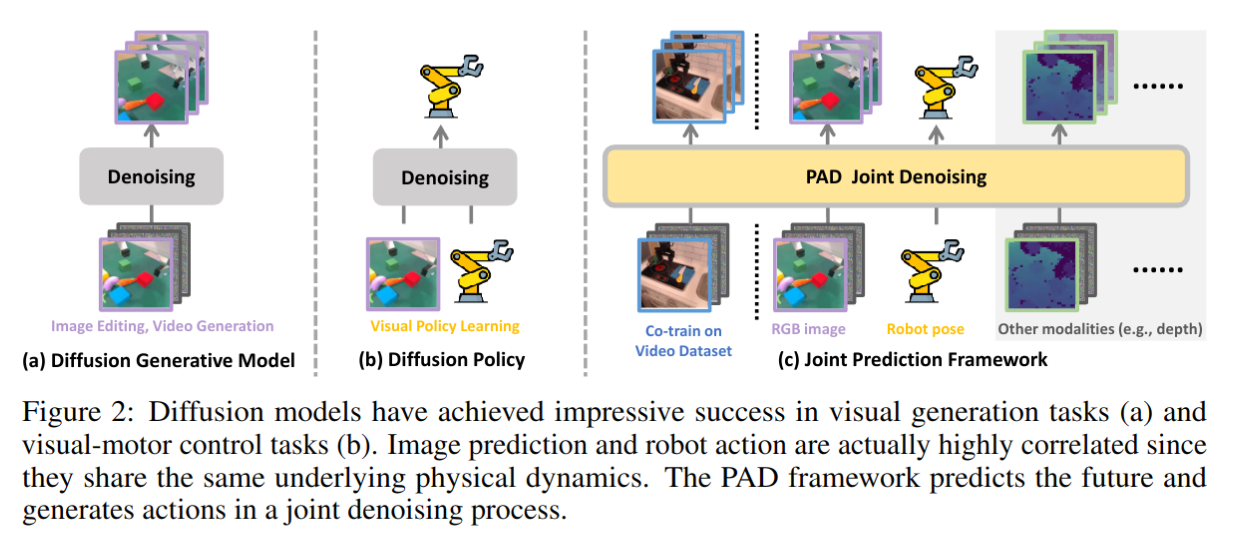 Denoising
Image Editing, Video Generation
(a) Diffusion Generative Model
Denoising
Visual Policy Learning
(b) Diffusion Policy
......
PAD Joint Denoising
......
Co-train on
Video Dataset
RGB image
Robot pose
Other modalities (e.g., depth)
(c) Joint Prediction Framework
Figure 2: Diffusion models have achieved impressive success in visual generation tasks (a) and
visual-motor control tasks (b). Image prediction and robot action are actually highly correlated since
they share the same underlying physical dynamics. The PAD framework predicts the future and
generates actions in a joint denoising process.